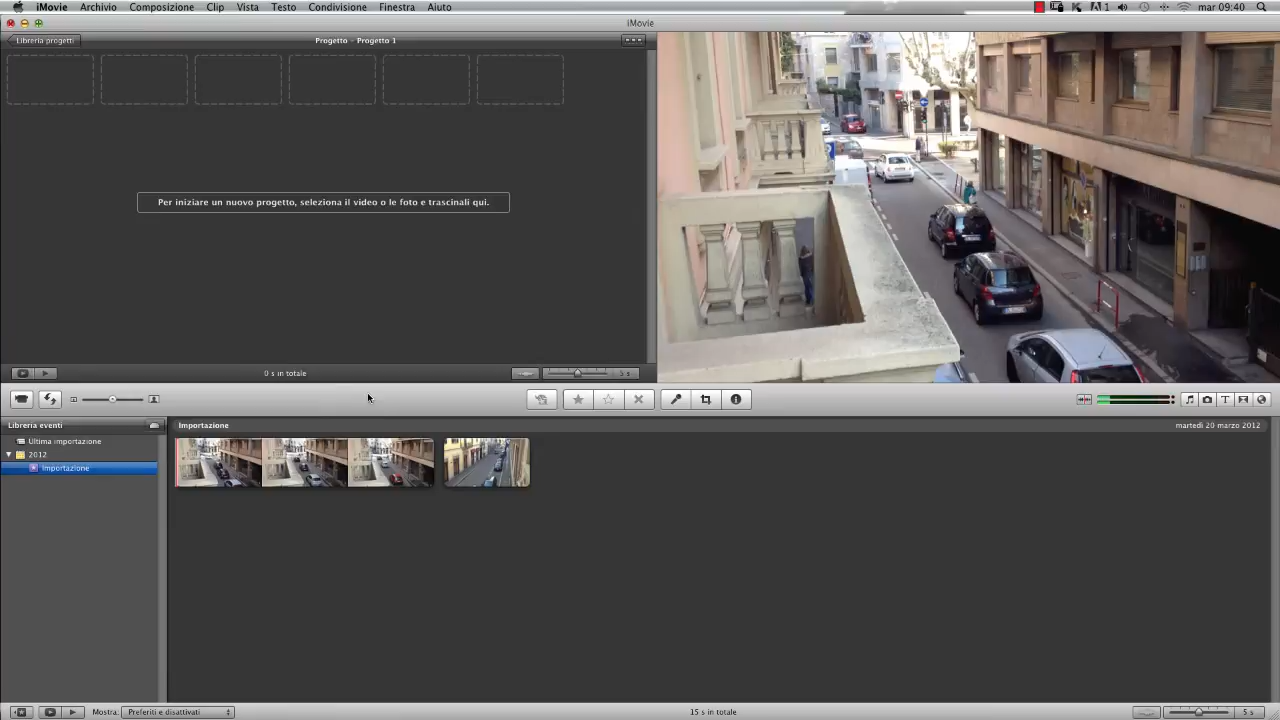 iMovie Archivio Composizione Clip Vista Testo Condivisione Finestra Aiuto 1 mar 09:40
iMovie
Libreria progetti Progetto - Progetto 1
Per iniziare un nuovo progetto, seleziona il video o le foto e trascinali qui.
0 s in totale 5 s
Libreria eventi Importazione martedì 20 marzo 2012
Ultima importazione
2012
Importazione
Mostra: Preferiti e disattivati 15 s in totale 5 s